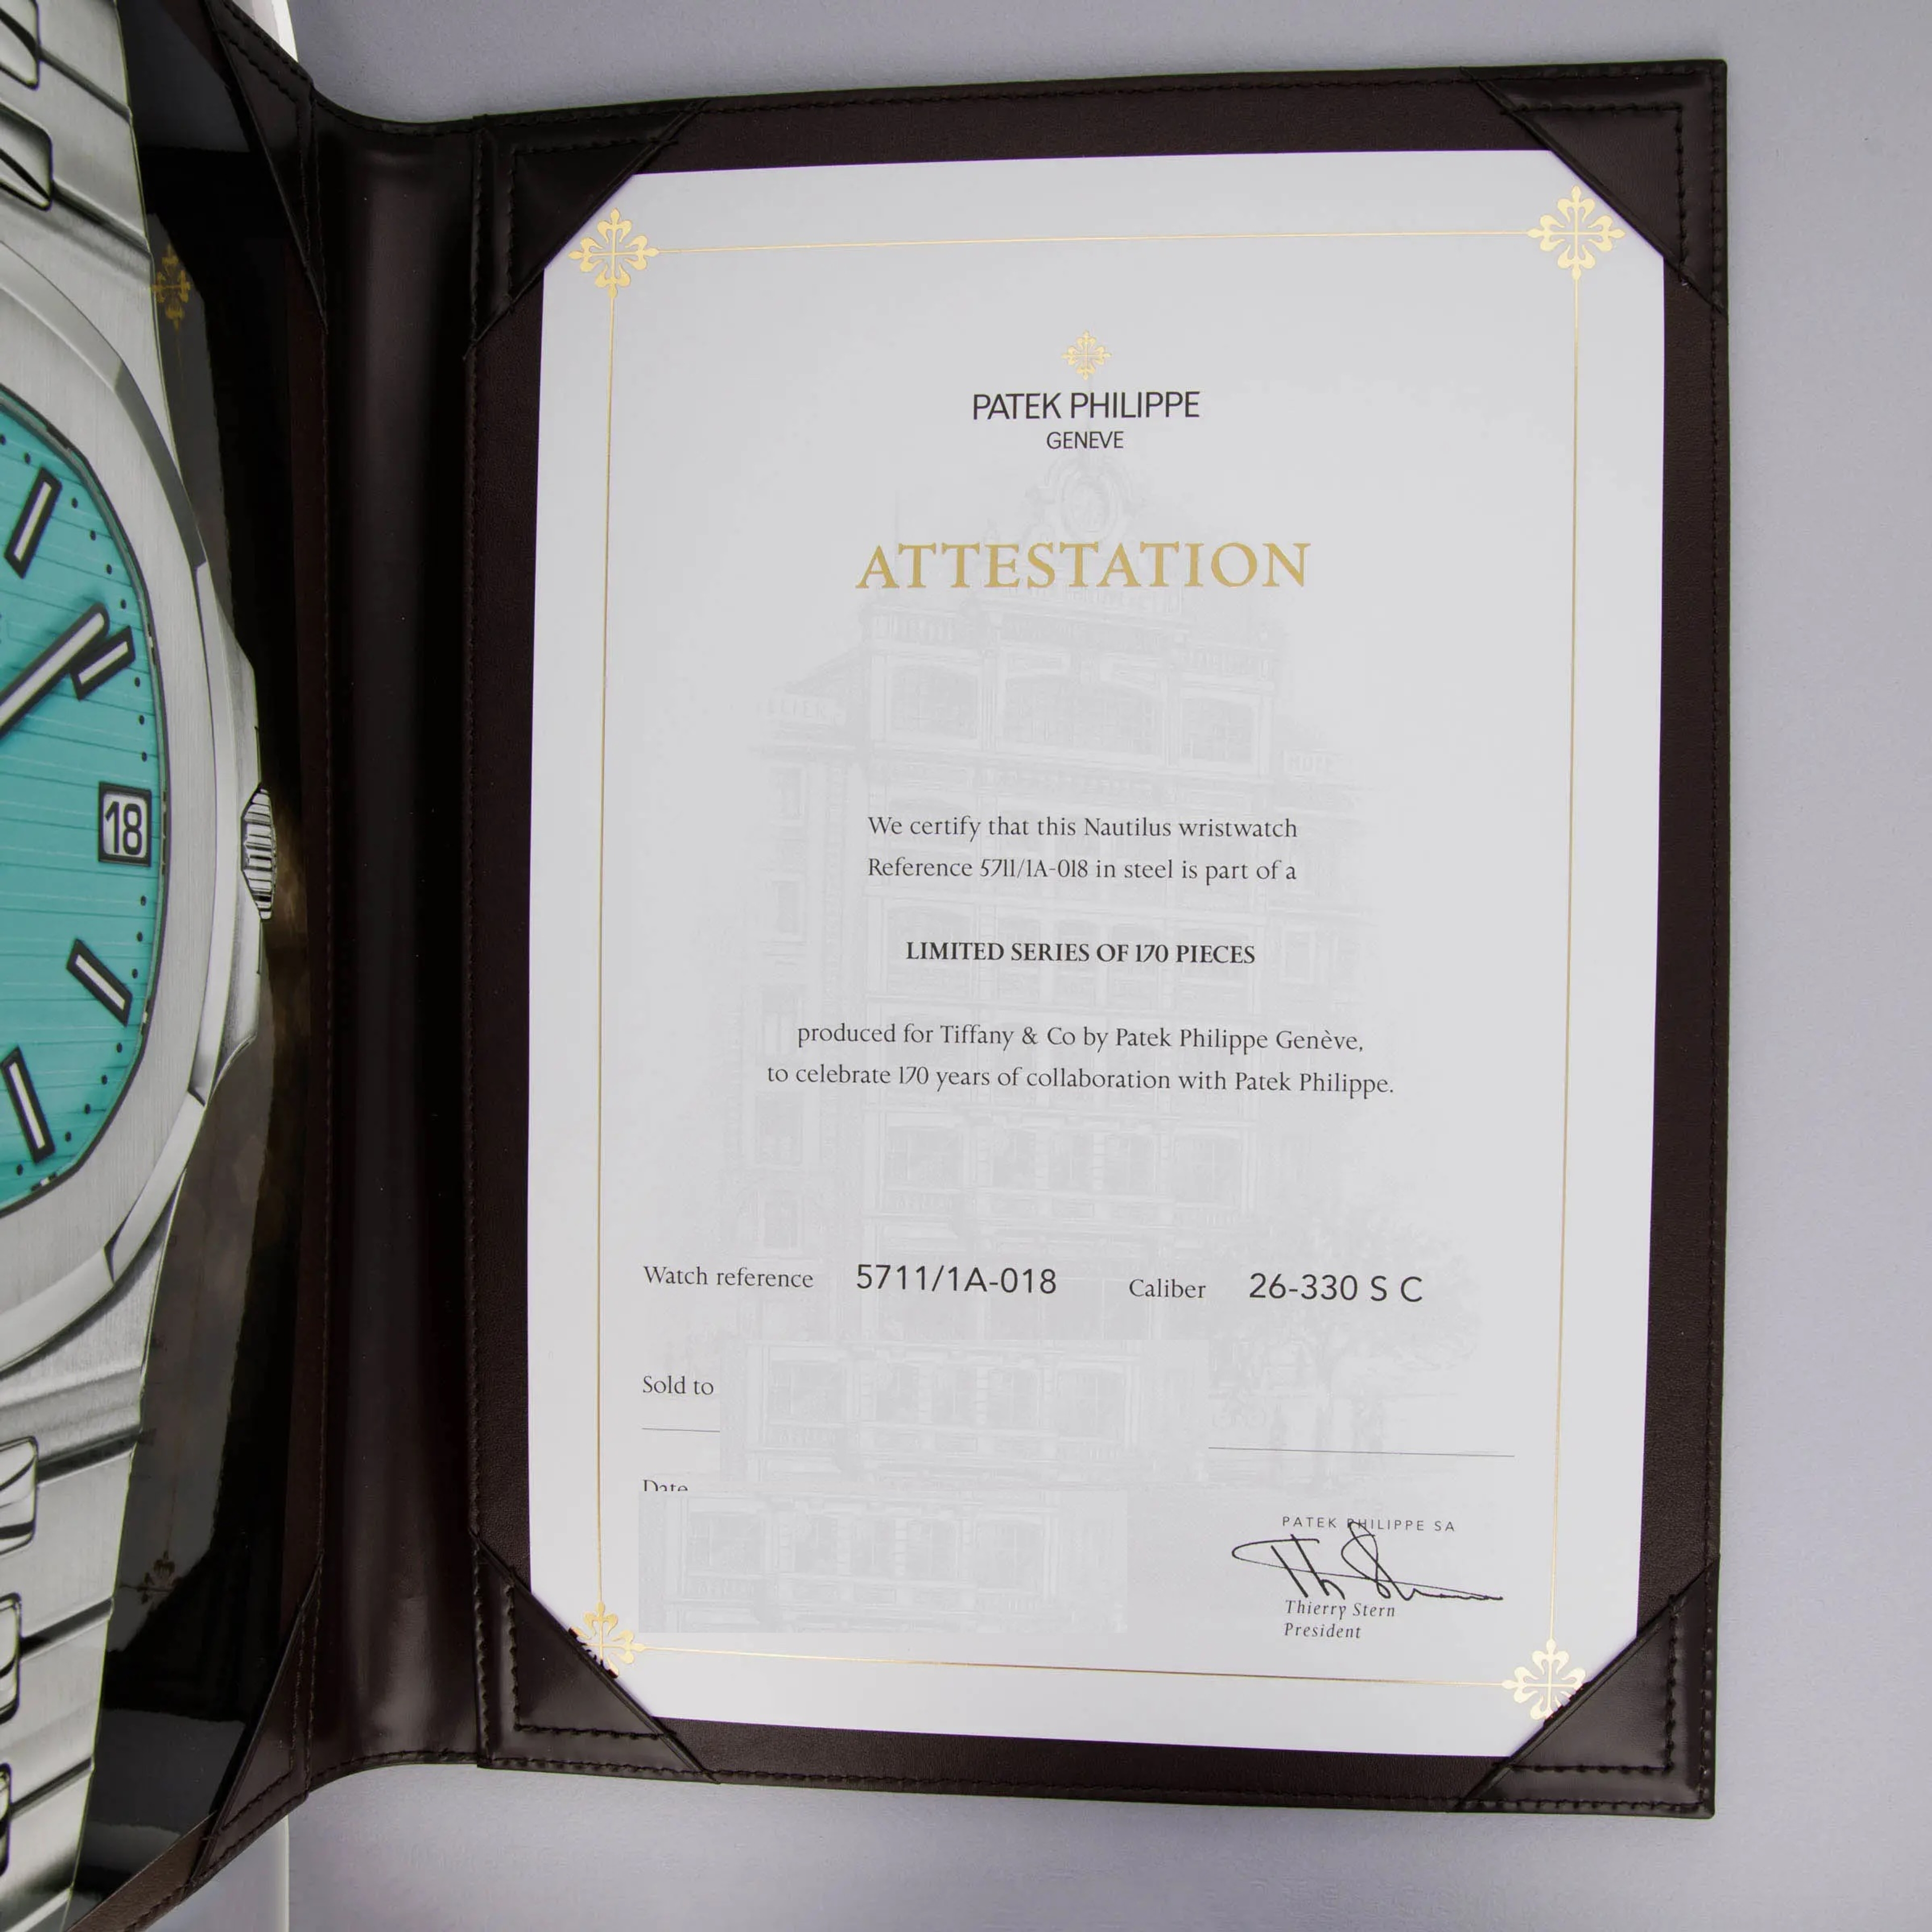 18
PATEK PHILIPPE
GENEVE
ATTESTATION
We certify that this Nautilus wristwatch
Reference 5711/1A-018 in steel is part of a
LIMITED SERIES OF 170 PIECES
produced for Tiffany & Co by Patek Philippe Genève,
to celebrate 170 years of collaboration with Patek Philippe.
Watch reference 5711/1A-018 Caliber 26-330 S C
Sold to
Date
PATEK PHILIPPE SA
Thierry Stern
President